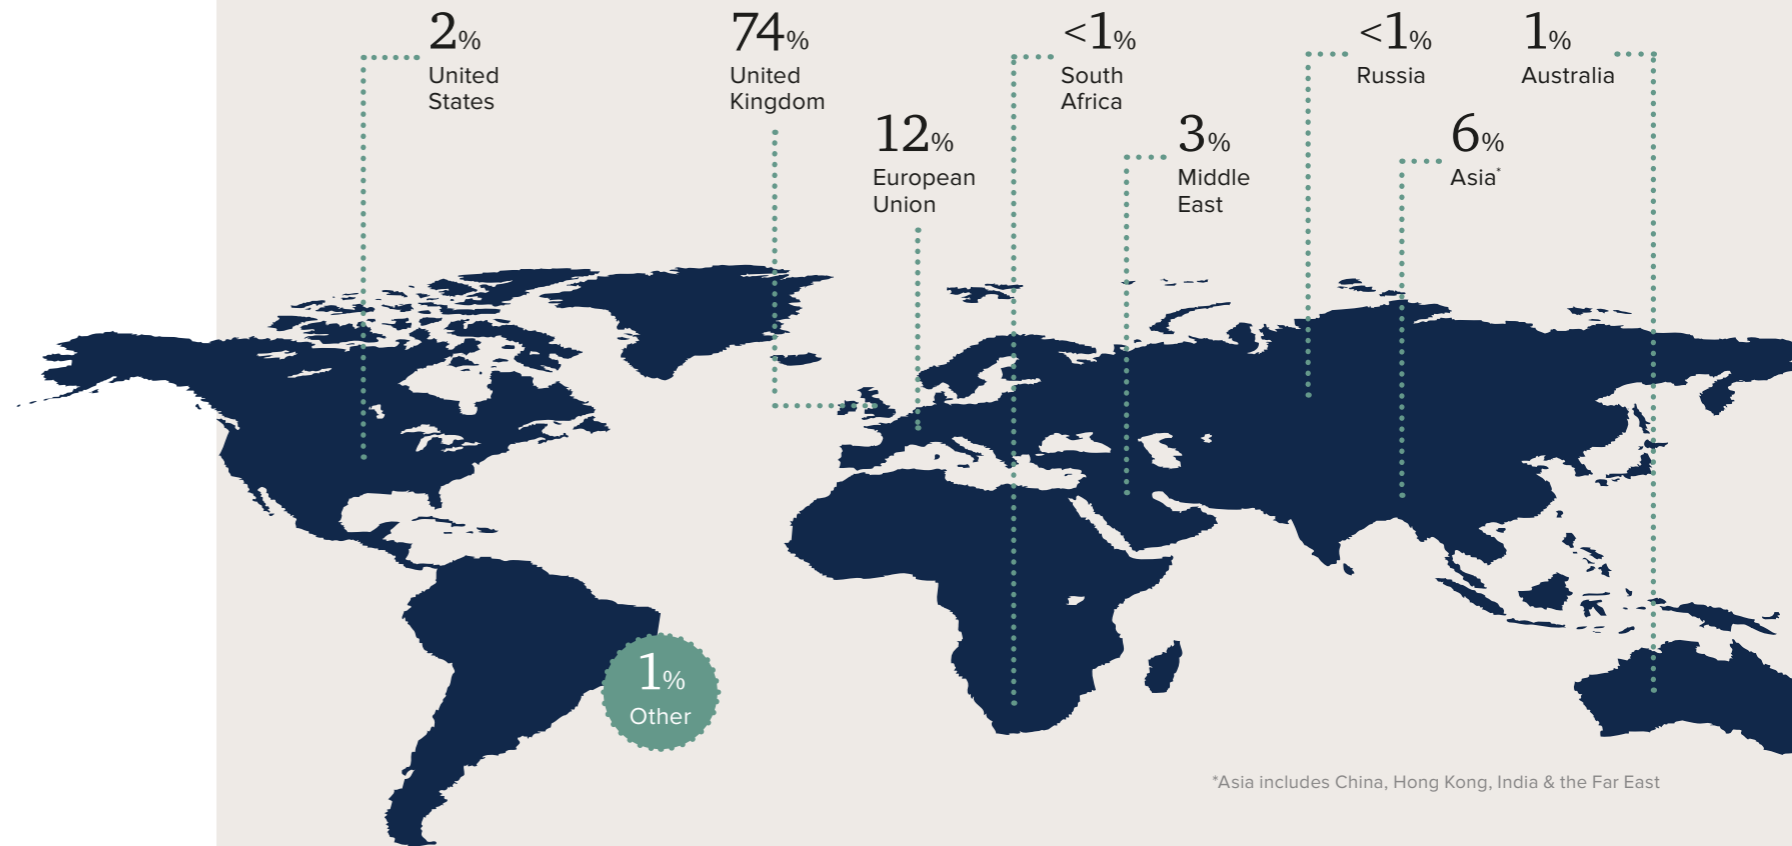 2%
United
States
74%
United
Kingdom
12%
European
Union
<1%
South
Africa
3%
Middle
East
<1%
Russia
6%
Asia*
1%
Australia
1%
Other
*Asia includes China, Hong Kong, India & the Far East